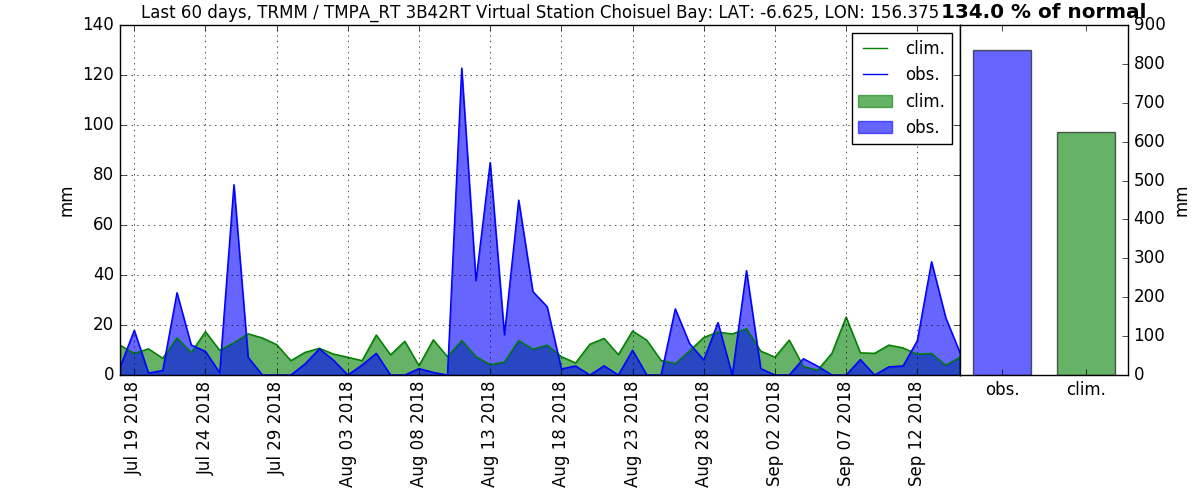 Last 60 days, TRMM / TMPA_RT 3B42RT Virtual Station Choisuel Bay: LAT: -6.625, LON: 156.375 134.0 % of normal
140
120
100
80
60
40
20
0
mm
clim.
obs.
clim.
obs.
900
800
700
600
500
400
300
200
100
0
mm
obs.
clim.
Jul 19 2018
Jul 24 2018
Jul 29 2018
Aug 03 2018
Aug 08 2018
Aug 13 2018
Aug 18 2018
Aug 23 2018
Aug 28 2018
Sep 02 2018
Sep 07 2018
Sep 12 2018